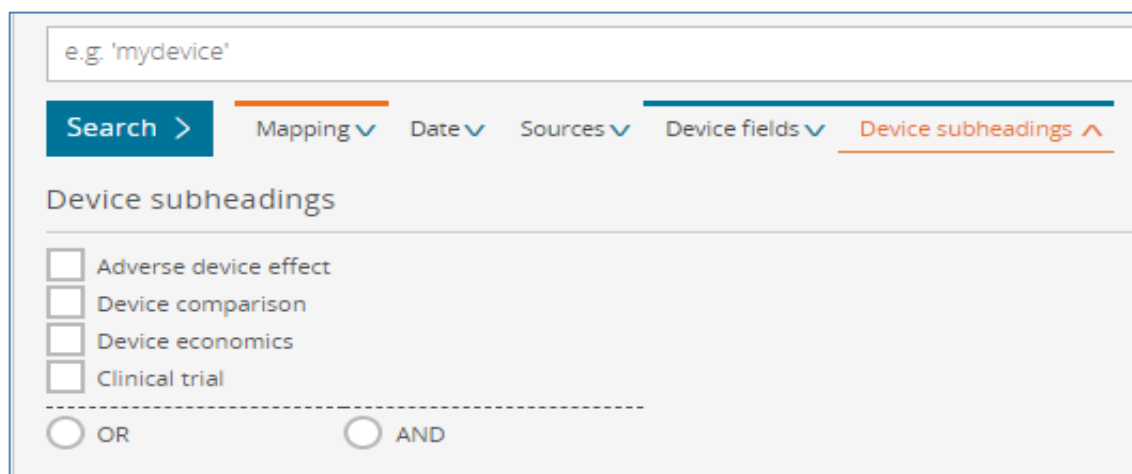 e.g. 'mydevice'
Search > Mapping Date Sources Device fields Device subheadings
Device subheadings
Adverse device effect
Device comparison
Device economics
Clinical trial
OR AND